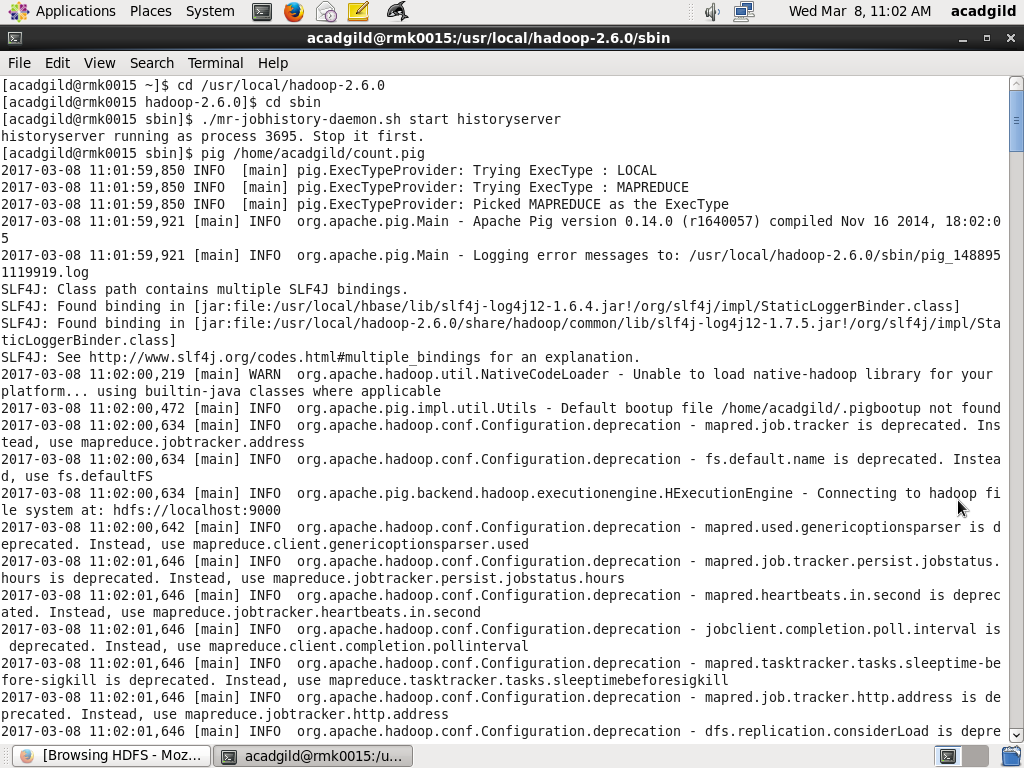 Applications Places System Wed Mar 8, 11:02 AM acadgild
acadgild@rmk0015:/usr/local/hadoop-2.6.0/sbin
File Edit View Search Terminal Help
[acadgild@rmk0015 ~]$ cd /usr/local/hadoop-2.6.0
[acadgild@rmk0015 hadoop-2.6.0]$ cd sbin
[acadgild@rmk0015 sbin]$ ./mr-jobhistory-daemon.sh start historyserver
historyserver running as process 3695. Stop it first.
[acadgild@rmk0015 sbin]$ pig /home/acadgild/count.pig
2017-03-08 11:01:59,850 INFO  [main] pig.ExecTypeProvider: Trying ExecType : LOCAL
2017-03-08 11:01:59,850 INFO  [main] pig.ExecTypeProvider: Trying ExecType : MAPREDUCE
2017-03-08 11:01:59,850 INFO  [main] pig.ExecTypeProvider: Picked MAPREDUCE as the ExecType
2017-03-08 11:01:59,921 [main] INFO  org.apache.pig.Main - Apache Pig version 0.14.0 (r1640057) compiled Nov 16 2014, 18:02:0
5
2017-03-08 11:01:59,921 [main] INFO  org.apache.pig.Main - Logging error messages to: /usr/local/hadoop-2.6.0/sbin/pig_148895
1119919.log
SLF4J: Class path contains multiple SLF4J bindings.
SLF4J: Found binding in [jar:file:/usr/local/hbase/lib/slf4j-log4j12-1.6.4.jar!/org/slf4j/impl/StaticLoggerBinder.class]
SLF4J: Found binding in [jar:file:/usr/local/hadoop-2.6.0/share/hadoop/common/lib/slf4j-log4j12-1.7.5.jar!/org/slf4j/impl/Sta
ticLoggerBinder.class]
SLF4J: See http://www.slf4j.org/codes.html#multiple_bindings for an explanation.
2017-03-08 11:02:00,219 [main] WARN  org.apache.hadoop.util.NativeCodeLoader - Unable to load native-hadoop library for your
platform... using builtin-java classes where applicable
2017-03-08 11:02:00,472 [main] INFO  org.apache.pig.impl.util.Utils - Default bootup file /home/acadgild/.pigbootup not found
2017-03-08 11:02:00,634 [main] INFO  org.apache.hadoop.conf.Configuration.deprecation - mapred.job.tracker is deprecated. Ins
tead, use mapreduce.jobtracker.address
2017-03-08 11:02:00,634 [main] INFO  org.apache.hadoop.conf.Configuration.deprecation - fs.default.name is deprecated. Instea
d, use fs.defaultFS
2017-03-08 11:02:00,634 [main] INFO  org.apache.pig.backend.hadoop.executionengine.HExecutionEngine - Connecting to hadoop fi
le system at: hdfs://localhost:9000
2017-03-08 11:02:00,642 [main] INFO  org.apache.hadoop.conf.Configuration.deprecation - mapred.used.genericoptionsparser is d
eprecated. Instead, use mapreduce.client.genericoptionsparser.used
2017-03-08 11:02:01,646 [main] INFO  org.apache.hadoop.conf.Configuration.deprecation - mapred.job.tracker.persist.jobstatus.
hours is deprecated. Instead, use mapreduce.jobtracker.persist.jobstatus.hours
2017-03-08 11:02:01,646 [main] INFO  org.apache.hadoop.conf.Configuration.deprecation - mapred.heartbeats.in.second is deprec
ated. Instead, use mapreduce.jobtracker.heartbeats.in.second
2017-03-08 11:02:01,646 [main] INFO  org.apache.hadoop.conf.Configuration.deprecation - jobclient.completion.poll.interval is
 deprecated. Instead, use mapreduce.client.completion.pollinterval
2017-03-08 11:02:01,646 [main] INFO  org.apache.hadoop.conf.Configuration.deprecation - mapred.tasktracker.tasks.sleeptime-be
fore-sigkill is deprecated. Instead, use mapreduce.tasktracker.tasks.sleeptimebeforesigkill
2017-03-08 11:02:01,646 [main] INFO  org.apache.hadoop.conf.Configuration.deprecation - mapred.job.tracker.http.address is de
precated. Instead, use mapreduce.jobtracker.http.address
2017-03-08 11:02:01,646 [main] INFO  org.apache.hadoop.conf.Configuration.deprecation - dfs.replication.considerLoad is depre
[Browsing HDFS - Moz... acadgild@rmk0015:/u...